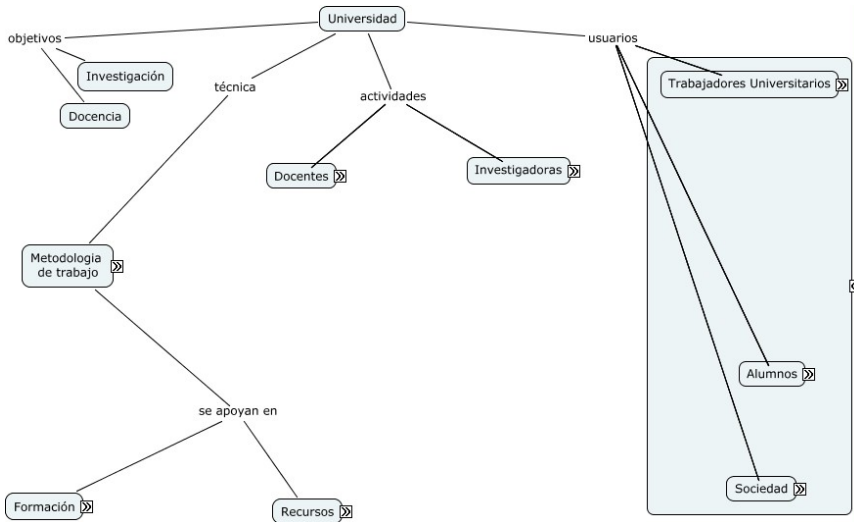 Universidad
objetivos
usuarios
Investigación
técnica
actividades
Trabajadores Universitarios
Docencia
Docentes
Investigadoras
Metodologia
de trabajo
Alumnos
se apoyan en
Sociedad
Formación
Recursos